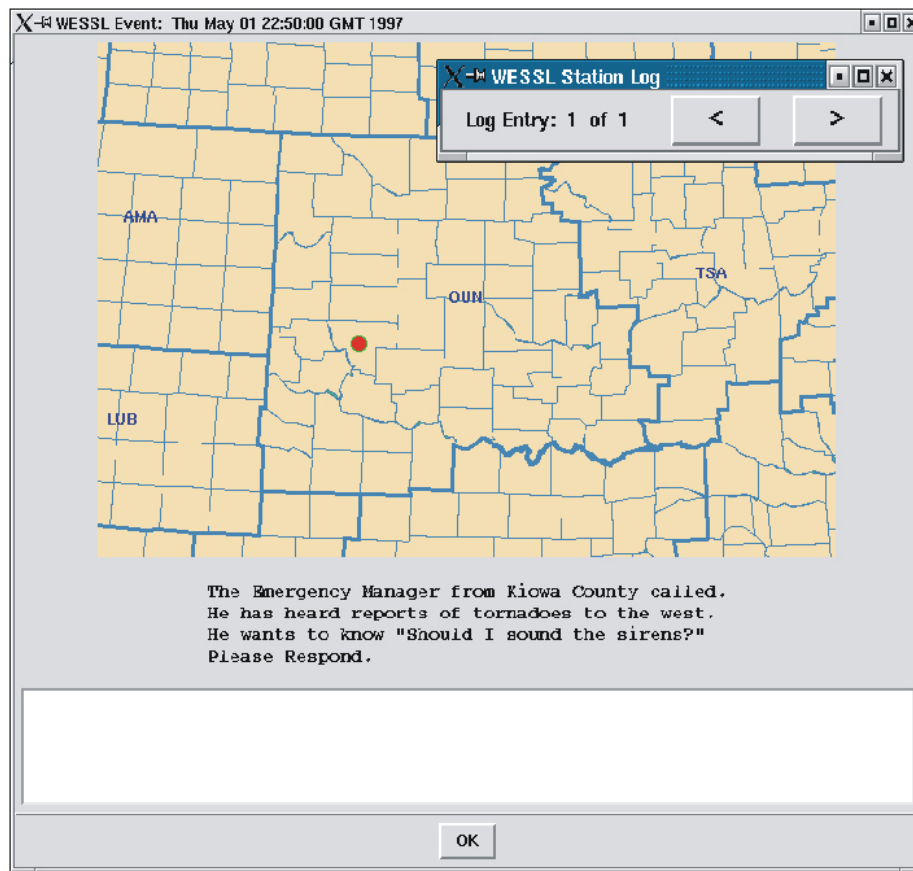 WESSL Event: Thu May 01 22:50:00 GMT 1997
WESSL Station Log
Log Entry: 1 of 1
<
>
AMA
TSA
OUN
LUB
The Emergency Manager from Kiowa County called.
He has heard reports of tornadoes to the west.
He wants to know "Should I sound the sirens?"
Please Respond.
OK